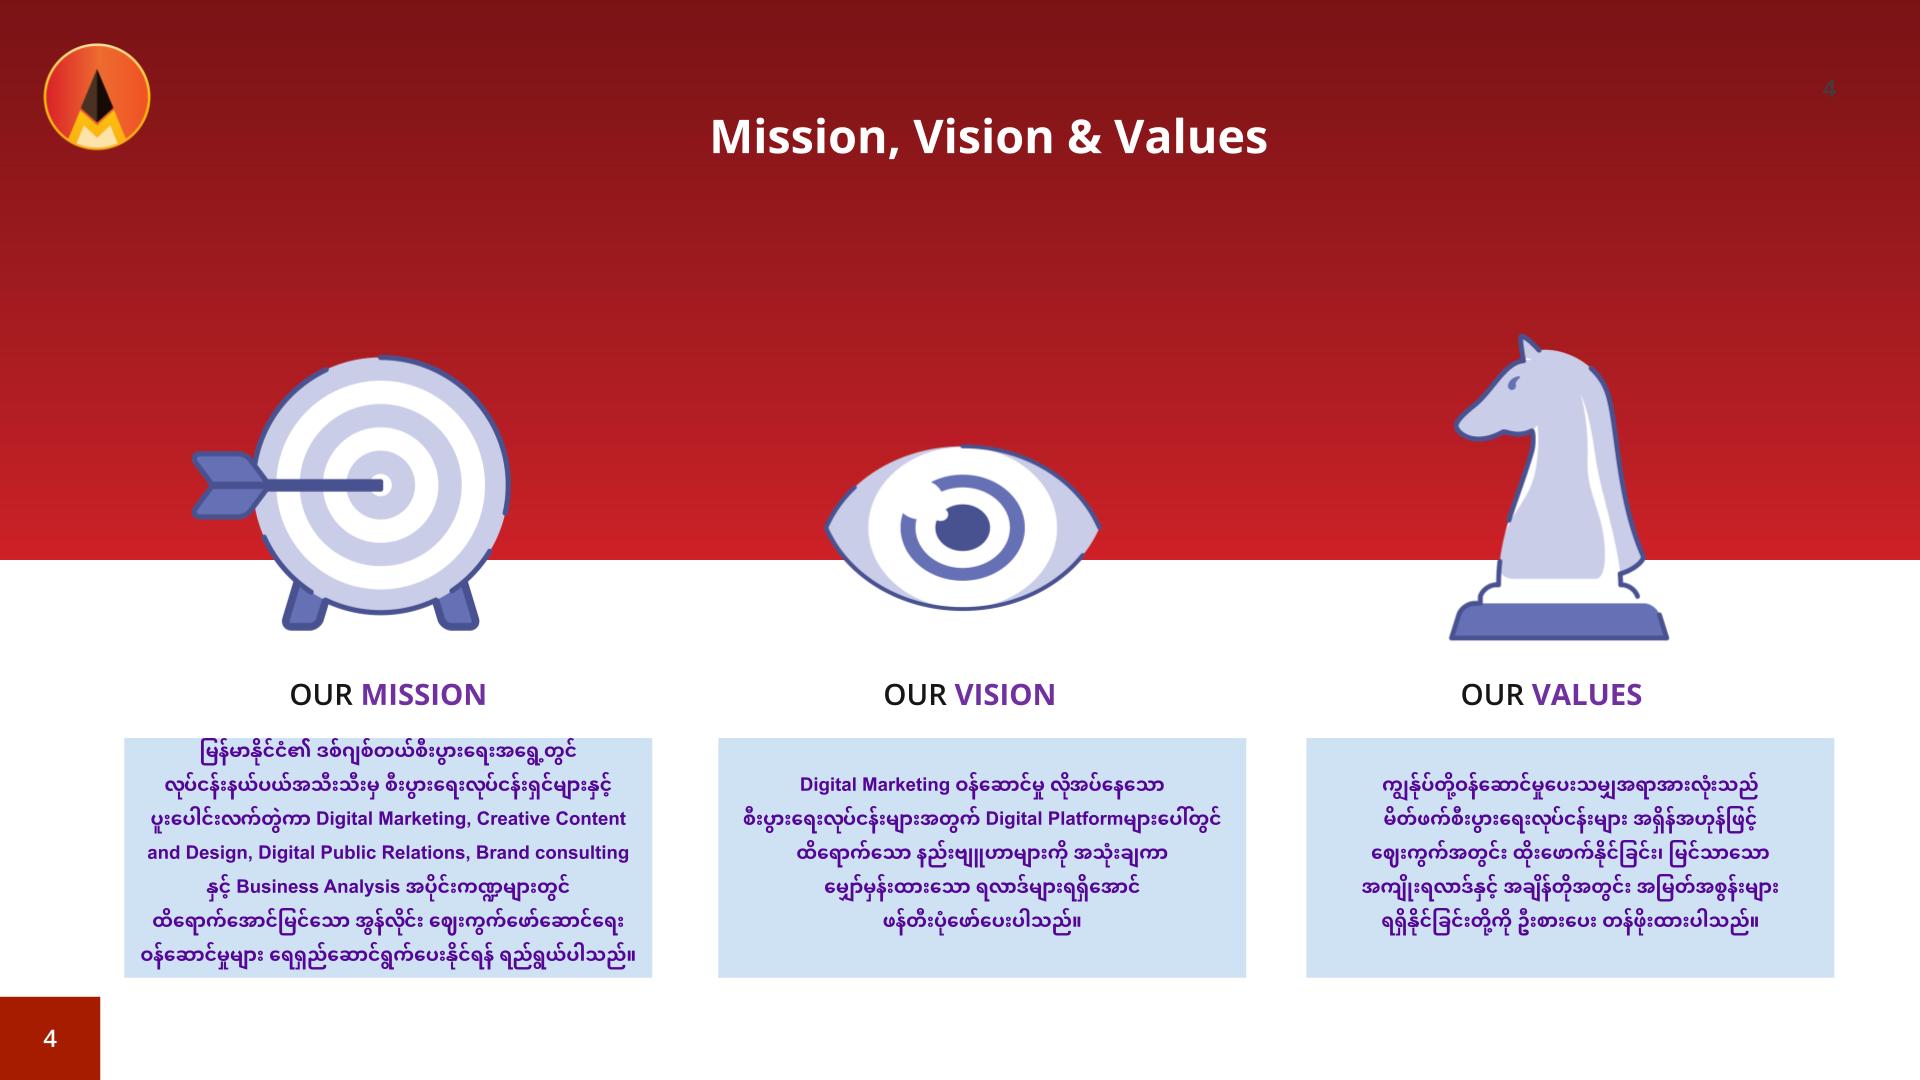 4
Mission, Vision & Values
OUR MISSION
မြန်မာနိုင်ငံ၏ ဒစ်ဂျစ်တယ်စီးပွားရေးအရွေ့တွင်
လုပ်ငန်းနယ်ပယ်အသီးသီးမှ စီးပွားရေးလုပ်ငန်းရှင်များနှင့်
ပူးပေါင်းလက်တွဲကာ Digital Marketing, Creative Content
and Design, Digital Public Relations, Brand consulting
နှင့် Business Analysis အပိုင်းကဏ္ဍများတွင်
ထိရောက်အောင်မြင်သော အွန်လိုင်း ဈေးကွက်ဖော်ဆောင်ရေး
ဝန်ဆောင်မှုများ ရေရှည်ဆောင်ရွက်ပေးနိုင်ရန် ရည်ရွယ်ပါသည်။
OUR VISION
Digital Marketing ဝန်ဆောင်မှု လိုအပ်နေသော
စီးပွားရေးလုပ်ငန်းများအတွက် Digital Platformများပေါ်တွင်
ထိရောက်သော နည်းဗျူဟာများကို အသုံးချကာ
မျှော်မှန်းထားသော ရလာဒ်များရရှိအောင်
ဖန်တီးပုံဖော်ပေးပါသည်။
OUR VALUES
ကျွန်ုပ်တို့ဝန်ဆောင်မှုပေးသမျှအရာအားလုံးသည်
မိတ်ဖက်စီးပွားရေးလုပ်ငန်းများ အရှိန်အဟုန်ဖြင့်
ဈေးကွက်အတွင်း ထိုးဖောက်နိုင်ခြင်း၊ မြင်သာသော
အကျိုးရလာဒ်နှင့် အချိန်တိုအတွင်း အမြတ်အစွန်းများ
ရရှိနိုင်ခြင်းတို့ကို ဦးစားပေး တန်ဖိုးထားပါသည်။
4